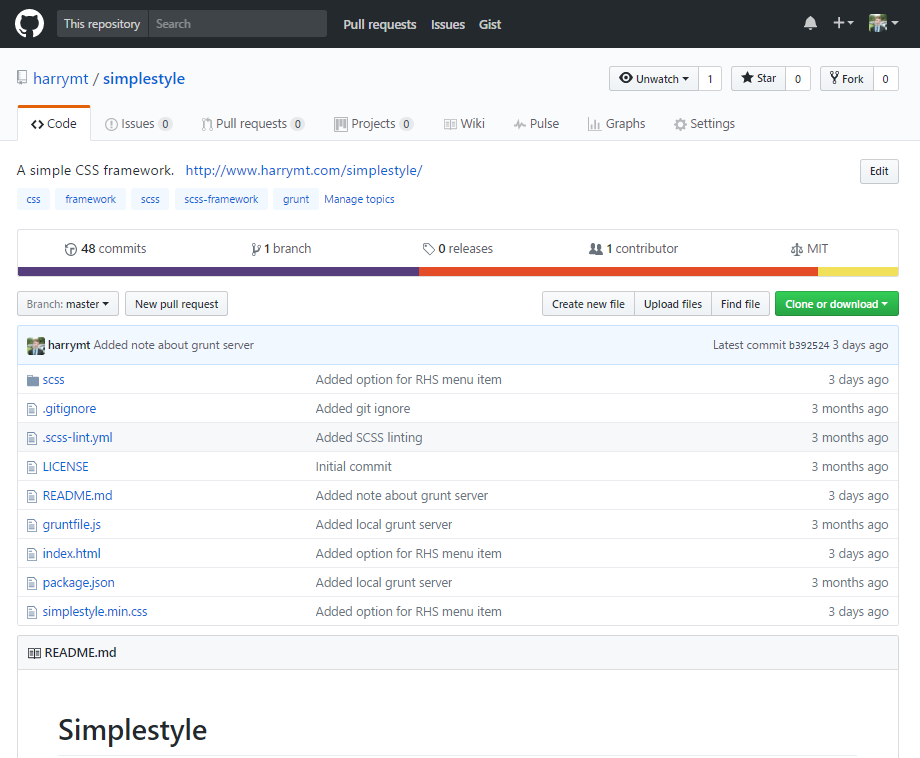 This repository Search Pull requests Issues Gist
harrymt / simplestyle Unwatch 1 Star 0 Fork 0
Code Issues 0 Pull requests 0 Projects 0 Wiki Pulse Graphs Settings
A simple CSS framework. http://www.harrymt.com/simplestyle/ Edit
css framework scss scss-framework grunt Manage topics
48 commits 1 branch 0 releases 1 contributor MIT
Branch: master New pull request Create new file Upload files Find file Clone or download
harrymt Added note about grunt server Latest commit b392524 3 days ago
scss Added option for RHS menu item 3 days ago
.gitignore Added git ignore 3 months ago
.scss-lint.yml Added SCSS linting 3 months ago
LICENSE Initial commit 3 months ago
README.md Added note about grunt server 3 days ago
gruntfile.js Added local grunt server 3 months ago
index.html Added option for RHS menu item 3 days ago
package.json Added local grunt server 3 months ago
simplestyle.min.css Added option for RHS menu item 3 days ago
README.md
Simplestyle